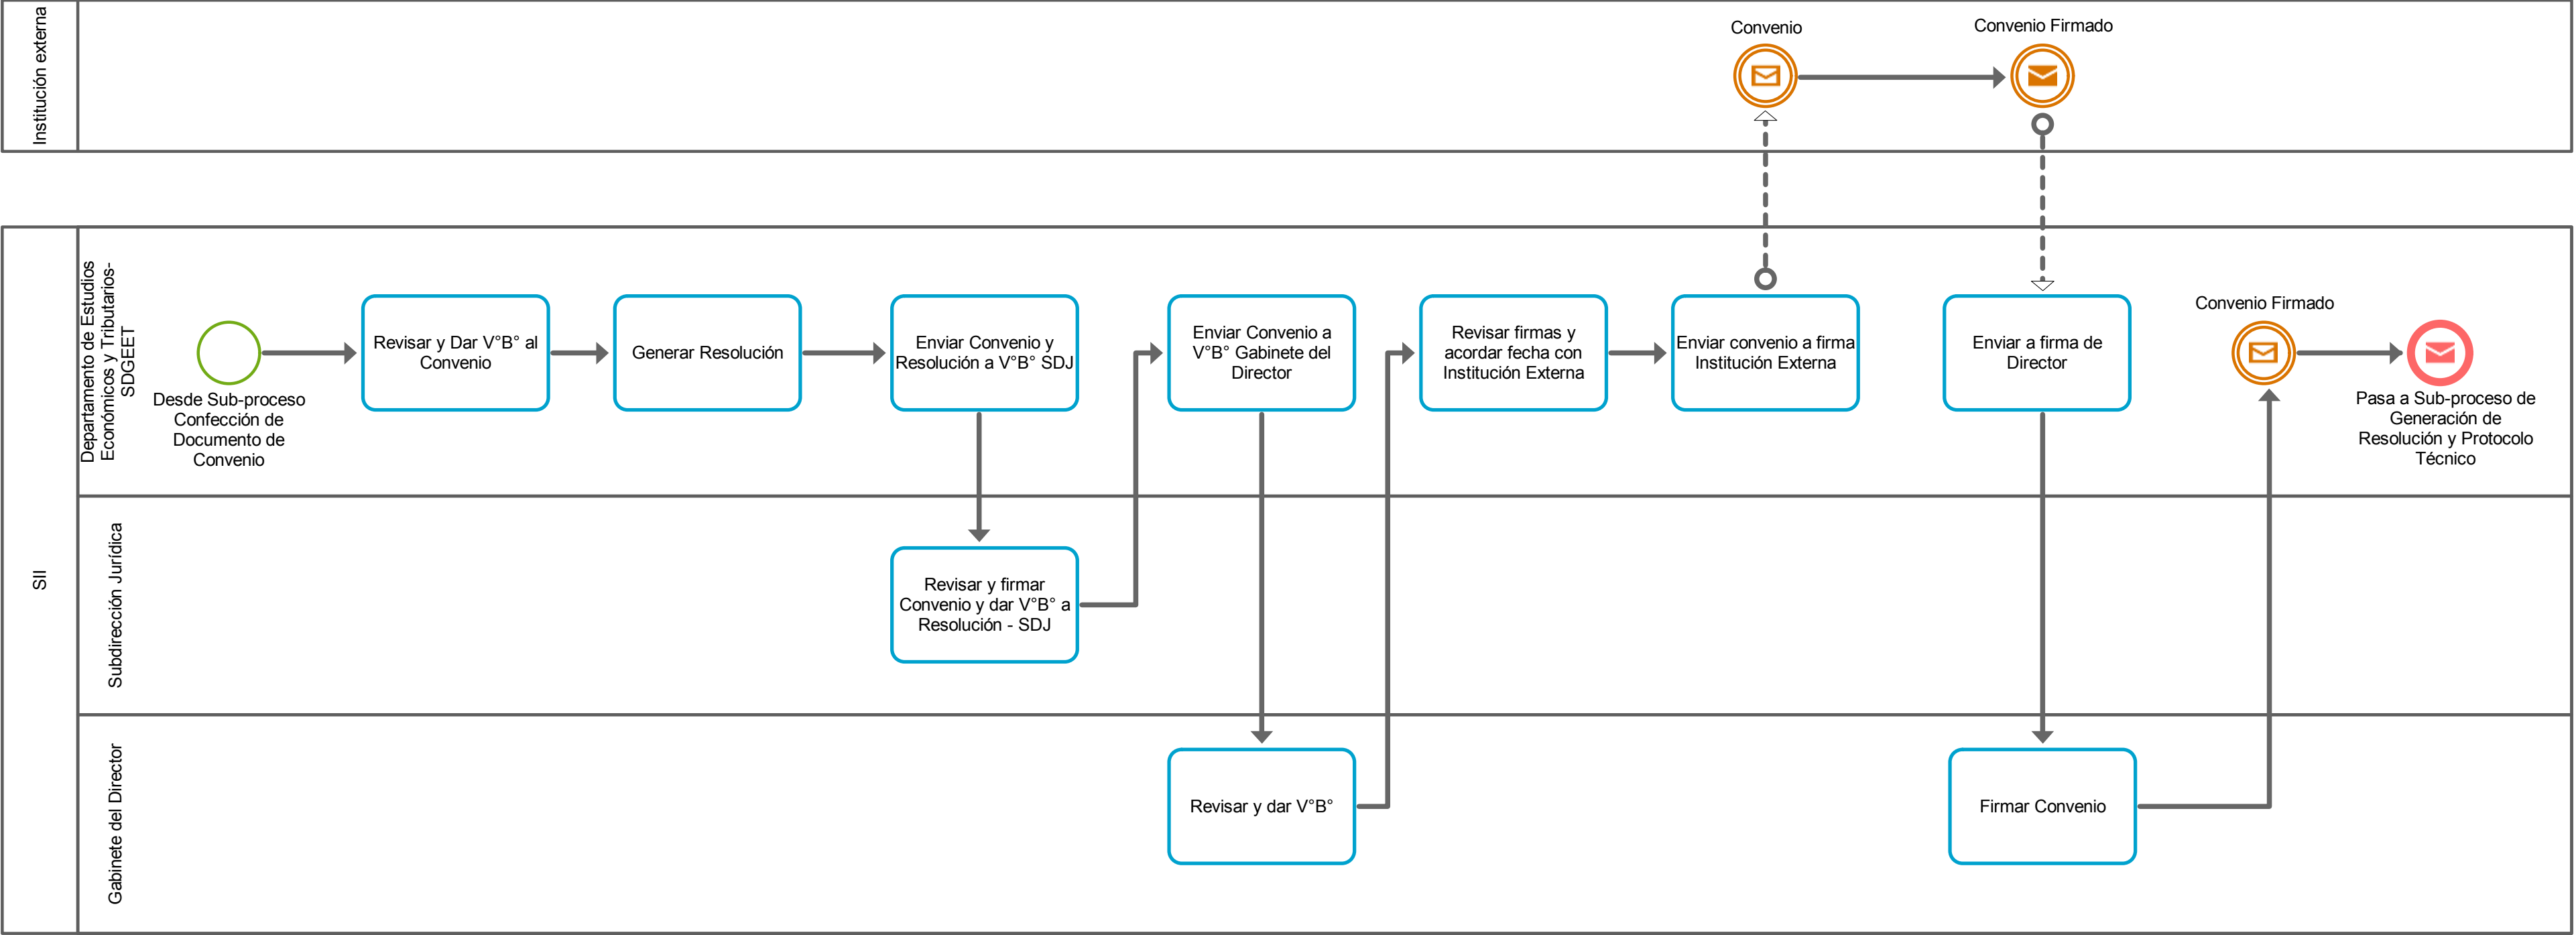 Institución externa
Convenio
Convenio Firmado
SII
Departamento de Estudios
Económicos y Tributarios-
SDGEET
Desde Sub-proceso
Confección de
Documento de
Convenio
Revisar y Dar V°B° al
Convenio
Generar Resolución
Enviar Convenio y
Resolución a V°B° SDJ
Enviar Convenio a
V°B° Gabinete del
Director
Revisar firmas y
acordar fecha con
Institución Externa
Enviar convenio a firma
Institución Externa
Enviar a firma de
Director
Convenio Firmado
Pasa a Sub-proceso de
Generación de
Resolución y Protocolo
Técnico
Subdirección Jurídica
Revisar y firmar
Convenio y dar V°B° a
Resolución - SDJ
Gabinete del Director
Revisar y dar V°B°
Firmar Convenio